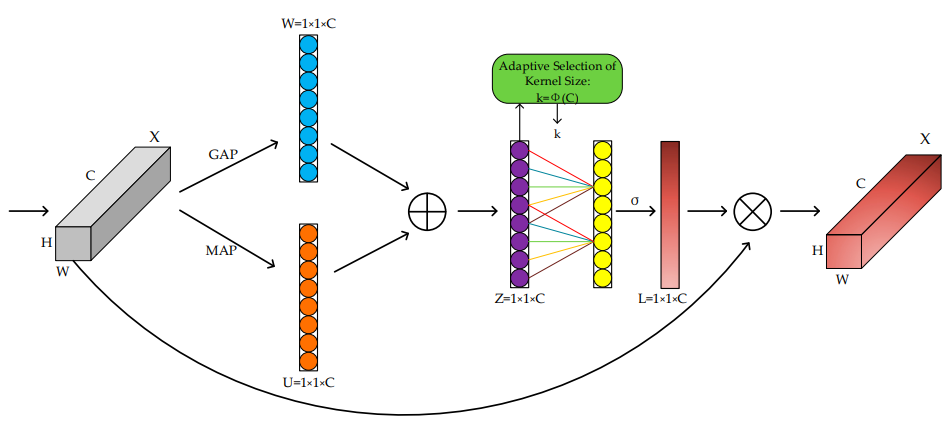 W=1×1×C
Adaptive Selection of
Kernel Size:
k=Φ(C)
k
X
C
H
W
GAP
MAP
σ
Z=1×1×C
L=1×1×C
U=1×1×C
X
C
H
W